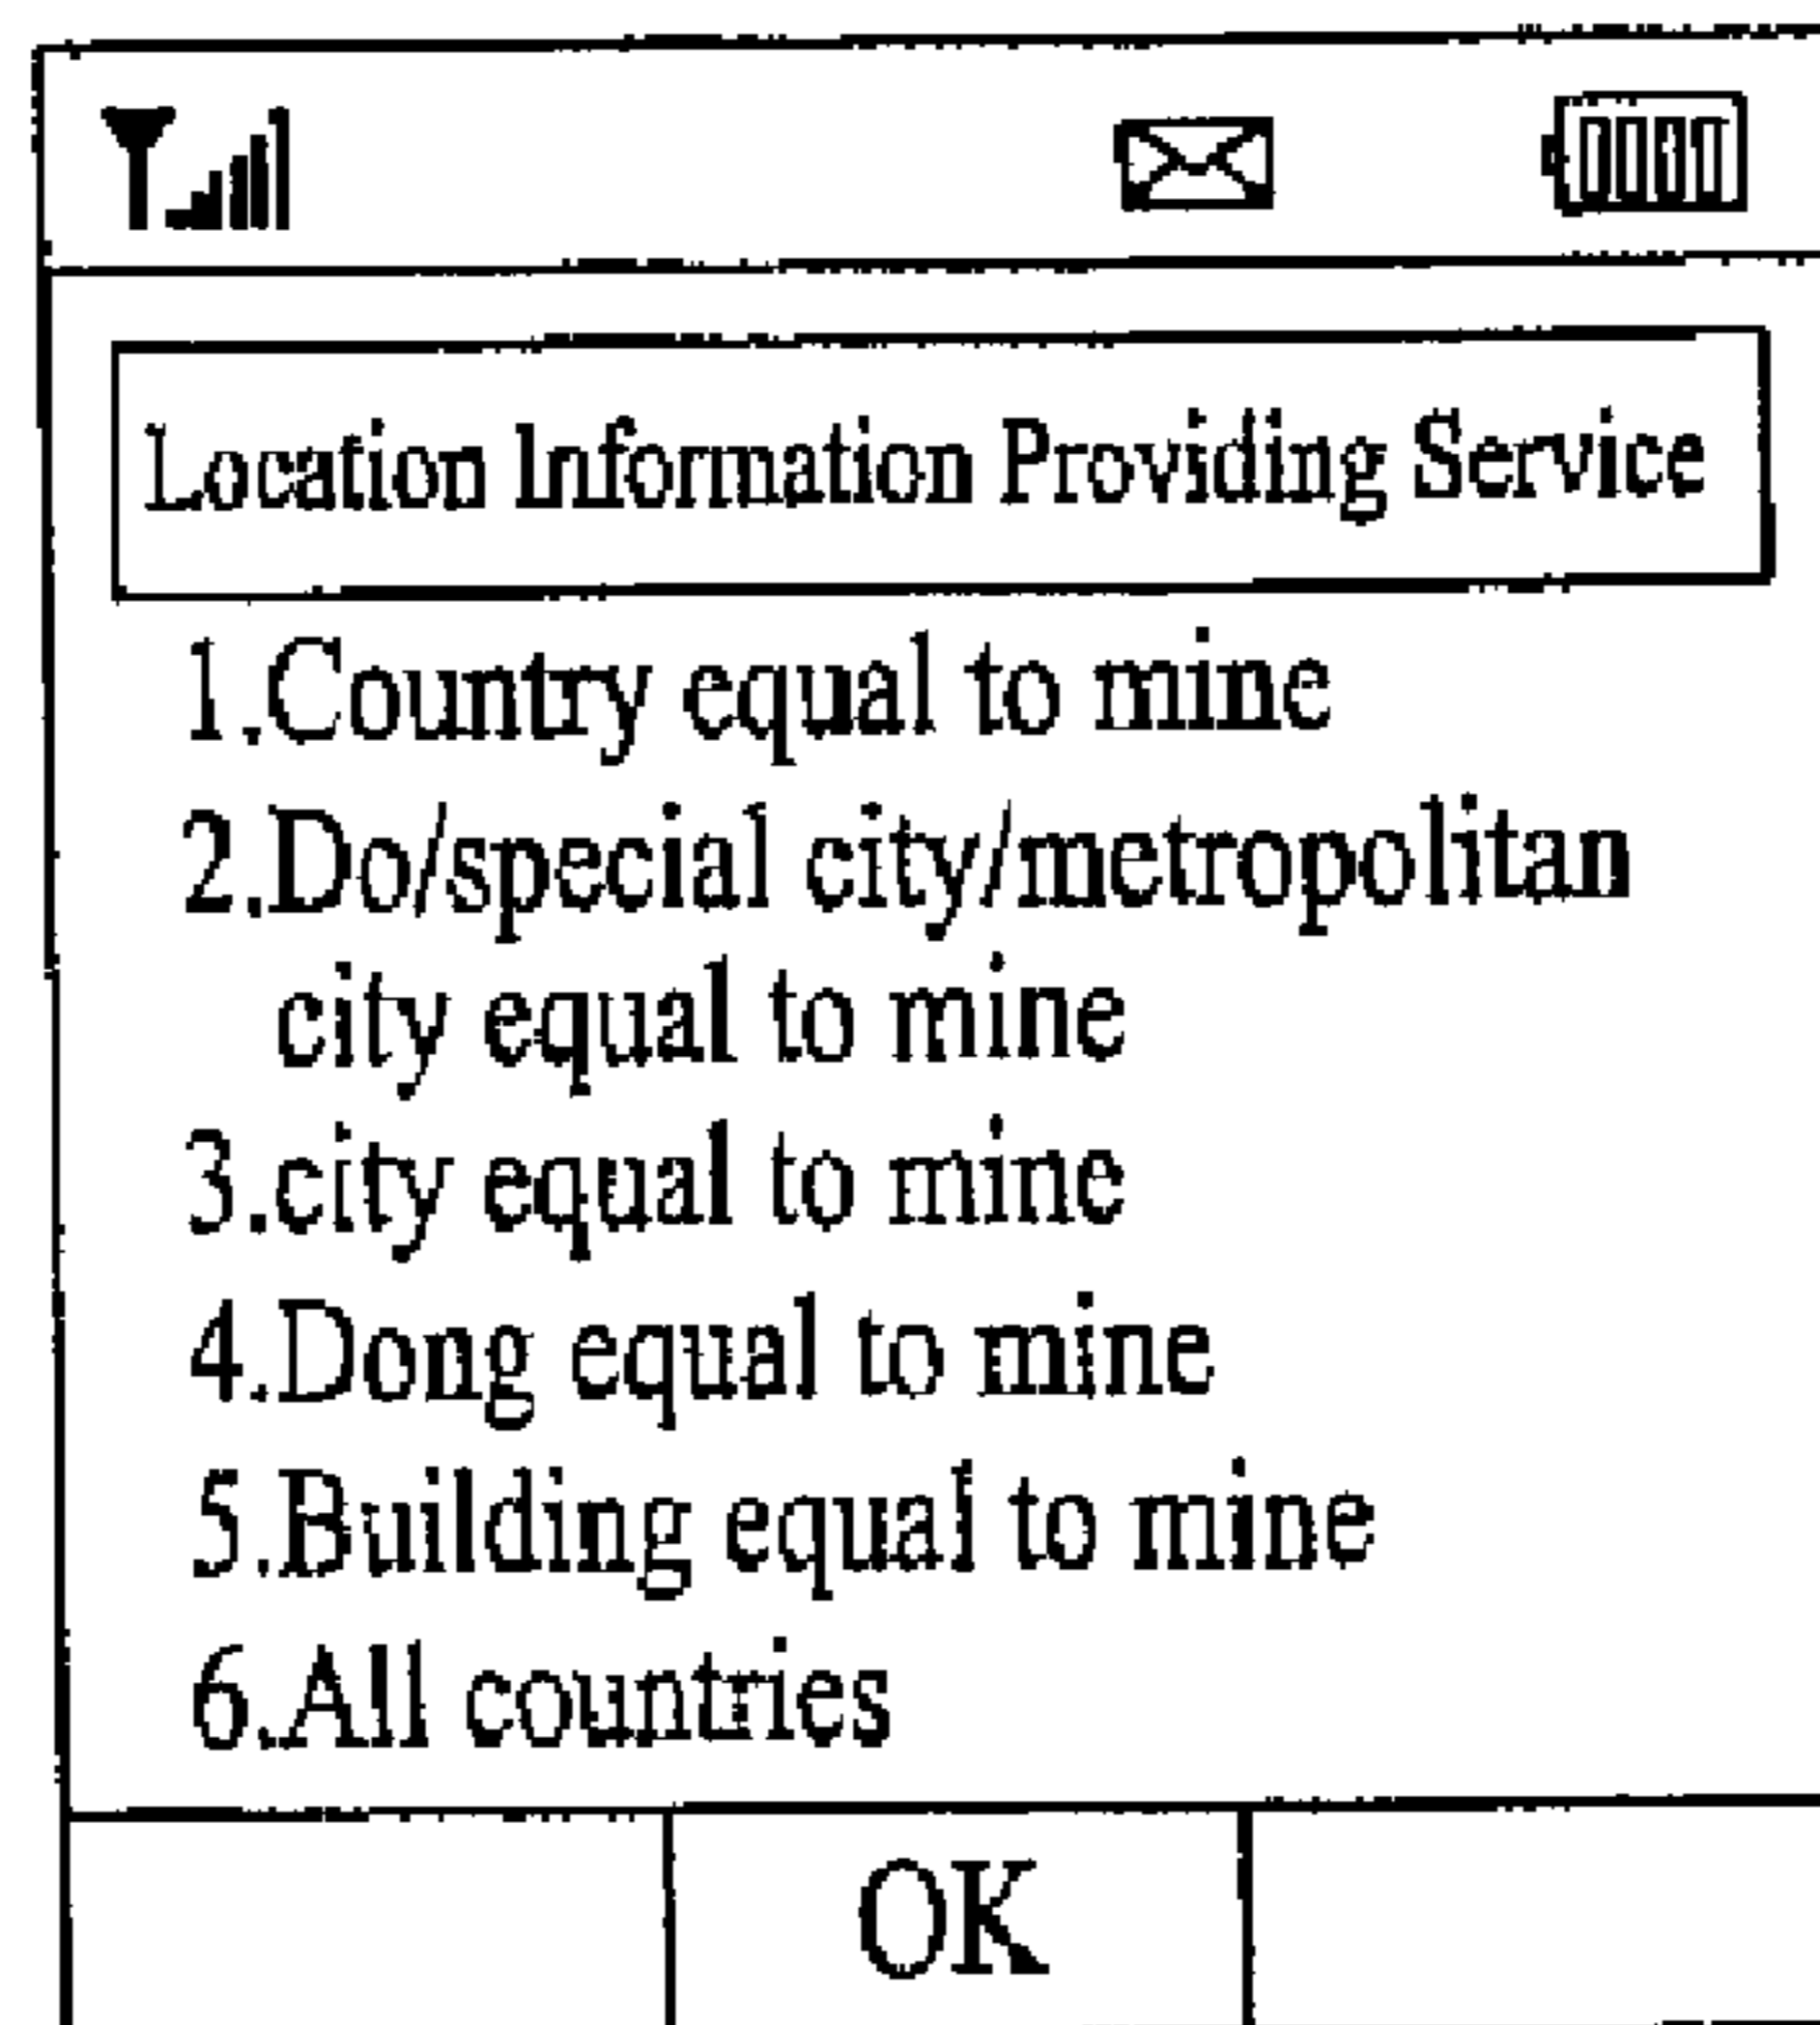 Location Information Providing Service
1.Country equal to mine
2.Do/special city/metropolitan
city equal to mine
3.city equal to mine
4.Dong equal to mine
5.Building equal to mine
6.All countries
OK